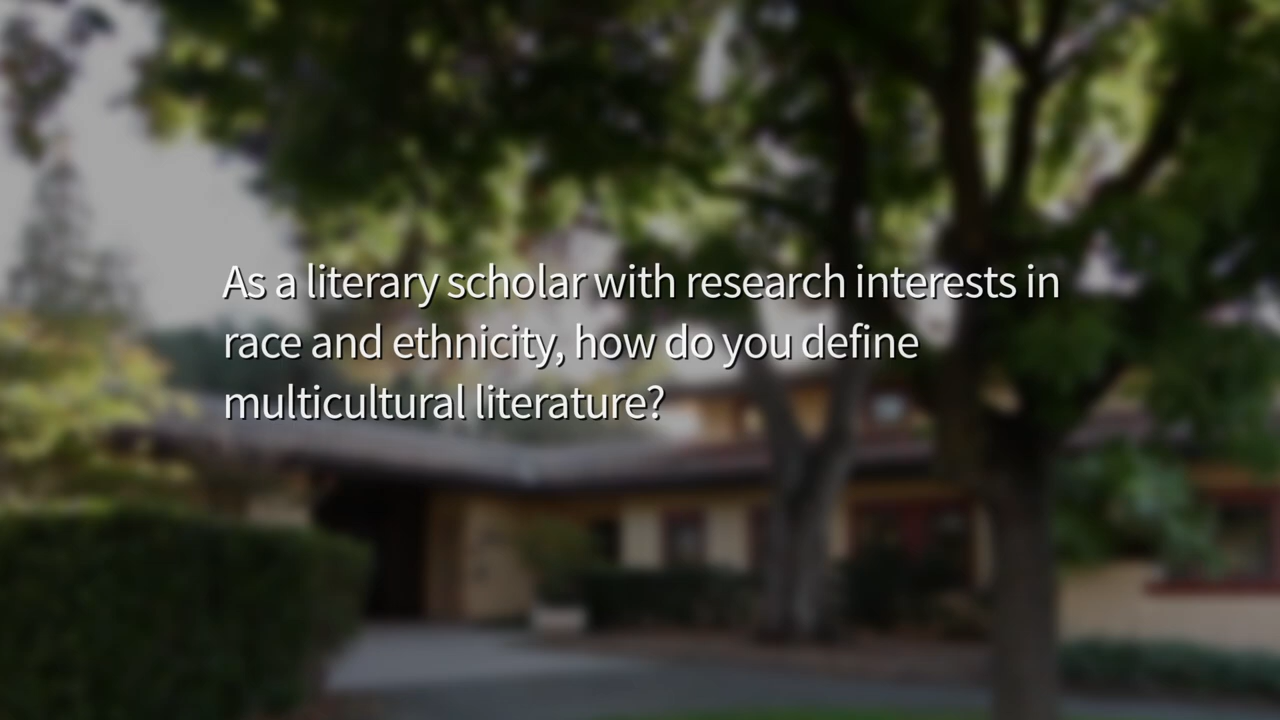 As a literary scholar with research interests in
race and ethnicity, how do you define
multicultural literature?